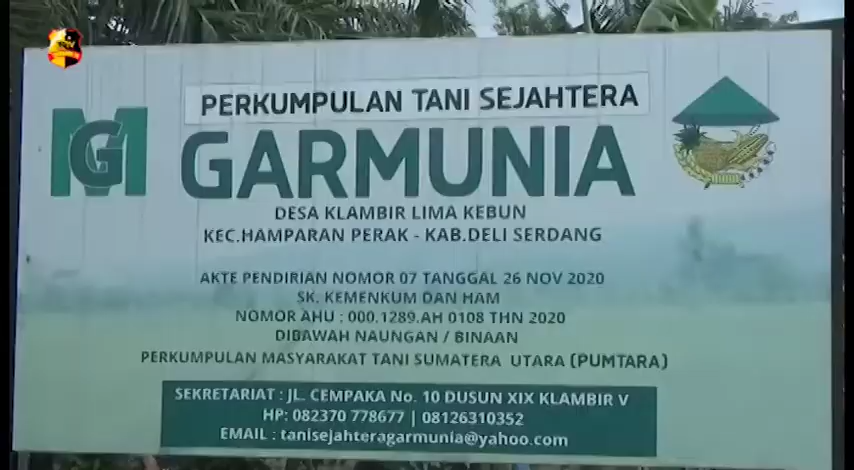 PERKUMPULAN TANI SEJAHTERA
MG
GARMUNIA
DESA KLAMBIR LIMA KEBUN
KEC.HAMPARAN PERAK - KAB.DELI SERDANG
AKTE PENDIRIAN NOMOR 07 TANGGAL 26 NOV 2020
SK. KEMENKUM DAN HAM
NOMOR AHU : 000.1289.AH 0108 THN 2020
DIBAWAH NAUNGAN / BINAAN
PERKUMPULAN MASYARAKAT TANI SUMATERA UTARA (PUMTARA)
SEKRETARIAT : JL. CEMPAKA No. 10 DUSUN XIX KLAMBIR V
HP: 082370 778677 | 08126310352
EMAIL : tanisejahteragarmunia@yahoo.com